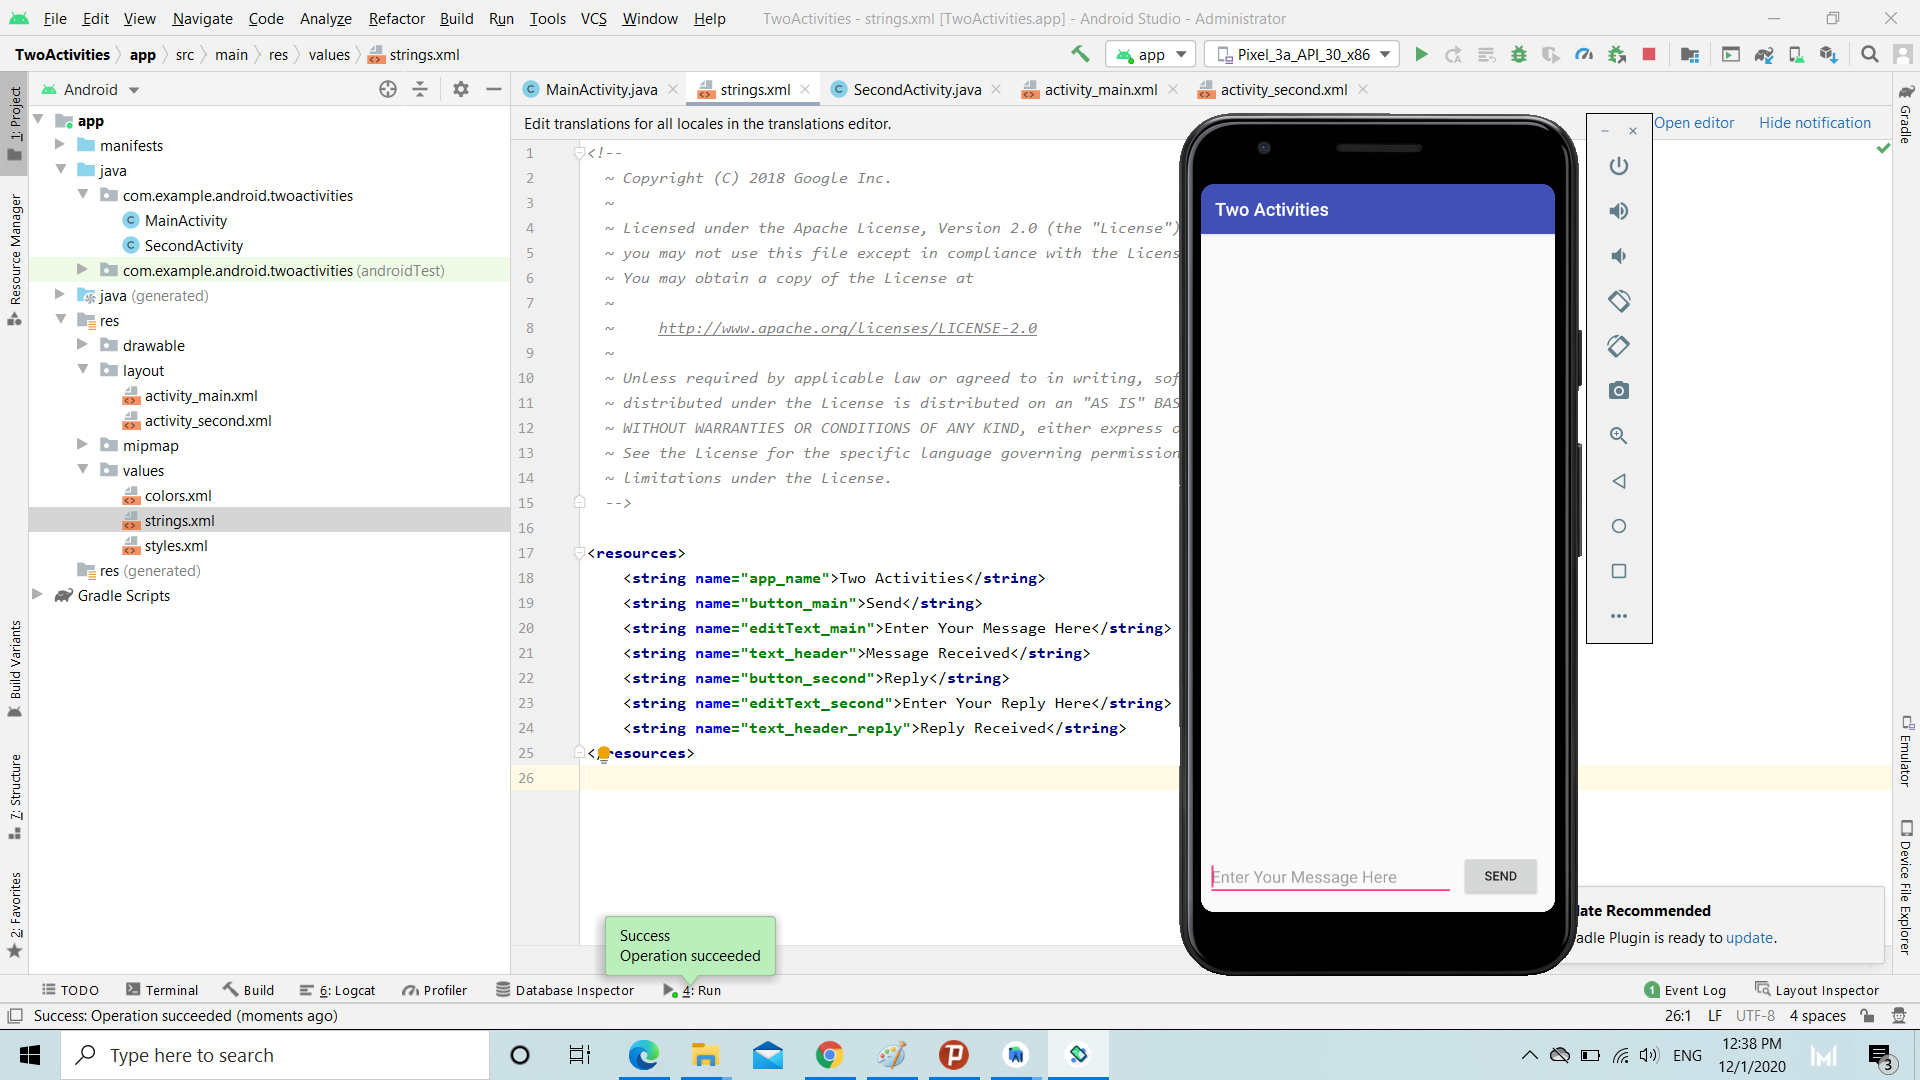 File Edit View Navigate Code Analyze Refactor Build Run Tools VCS Window Help TwoActivities - strings.xml [TwoActivities.app] - Android Studio - Administrator
TwoActivities app src main res values strings.xml app Pixel_3a_API_30_x86
Android
MainActivity.java strings.xml SecondActivity.java activity_main.xml activity_second.xml
Edit translations for all locales in the translations editor. Open editor Hide notification
1: Project
Resource Manager
Build Variants
7: Structure
2: Favorites
app
manifests
java
com.example.android.twoactivities
MainActivity
SecondActivity
com.example.android.twoactivities (androidTest)
java (generated)
res
drawable
layout
activity_main.xml
activity_second.xml
mipmap
values
colors.xml
strings.xml
styles.xml
res (generated)
Gradle Scripts
1 <!--
2 ~ Copyright (C) 2018 Google Inc.
3 ~
4 ~ Licensed under the Apache License, Version 2.0 (the "License")
5 ~ you may not use this file except in compliance with the Licens
6 ~ You may obtain a copy of the License at
7 ~
8 ~ http://www.apache.org/licenses/LICENSE-2.0
9 ~
10 ~ Unless required by applicable law or agreed to in writing, sof
11 ~ distributed under the License is distributed on an "AS IS" BAS
12 ~ WITHOUT WARRANTIES OR CONDITIONS OF ANY KIND, either express o
13 ~ See the License for the specific language governing permission
14 ~ limitations under the License.
15 -->
16
17 <resources>
18 <string name="app_name">Two Activities</string>
19 <string name="button_main">Send</string>
20 <string name="editText_main">Enter Your Message Here</string>
21 <string name="text_header">Message Received</string>
22 <string name="button_second">Reply</string>
23 <string name="editText_second">Enter Your Reply Here</string>
24 <string name="text_header_reply">Reply Received</string>
25 </resources>
26
Two Activities
Enter Your Message Here SEND
Gradle
Emulator
Device File Explorer
late Recommended
adle Plugin is ready to update.
Success
Operation succeeded
TODO Terminal Build 6: Logcat Profiler Database Inspector 4: Run 1 Event Log Layout Inspector
Success: Operation succeeded (moments ago) 26:1 LF UTF-8 4 spaces
Type here to search ENG 12:38 PM
12/1/2020
3